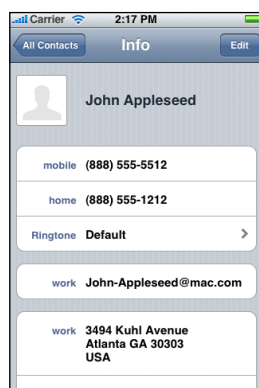 Carrier 2:17 PM
All Contacts Info Edit
John Appleseed
mobile (888) 555-5512
home (888) 555-1212
Ringtone Default
work John-Appleseed@mac.com
work 3494 Kuhl Avenue
Atlanta GA 30303
USA